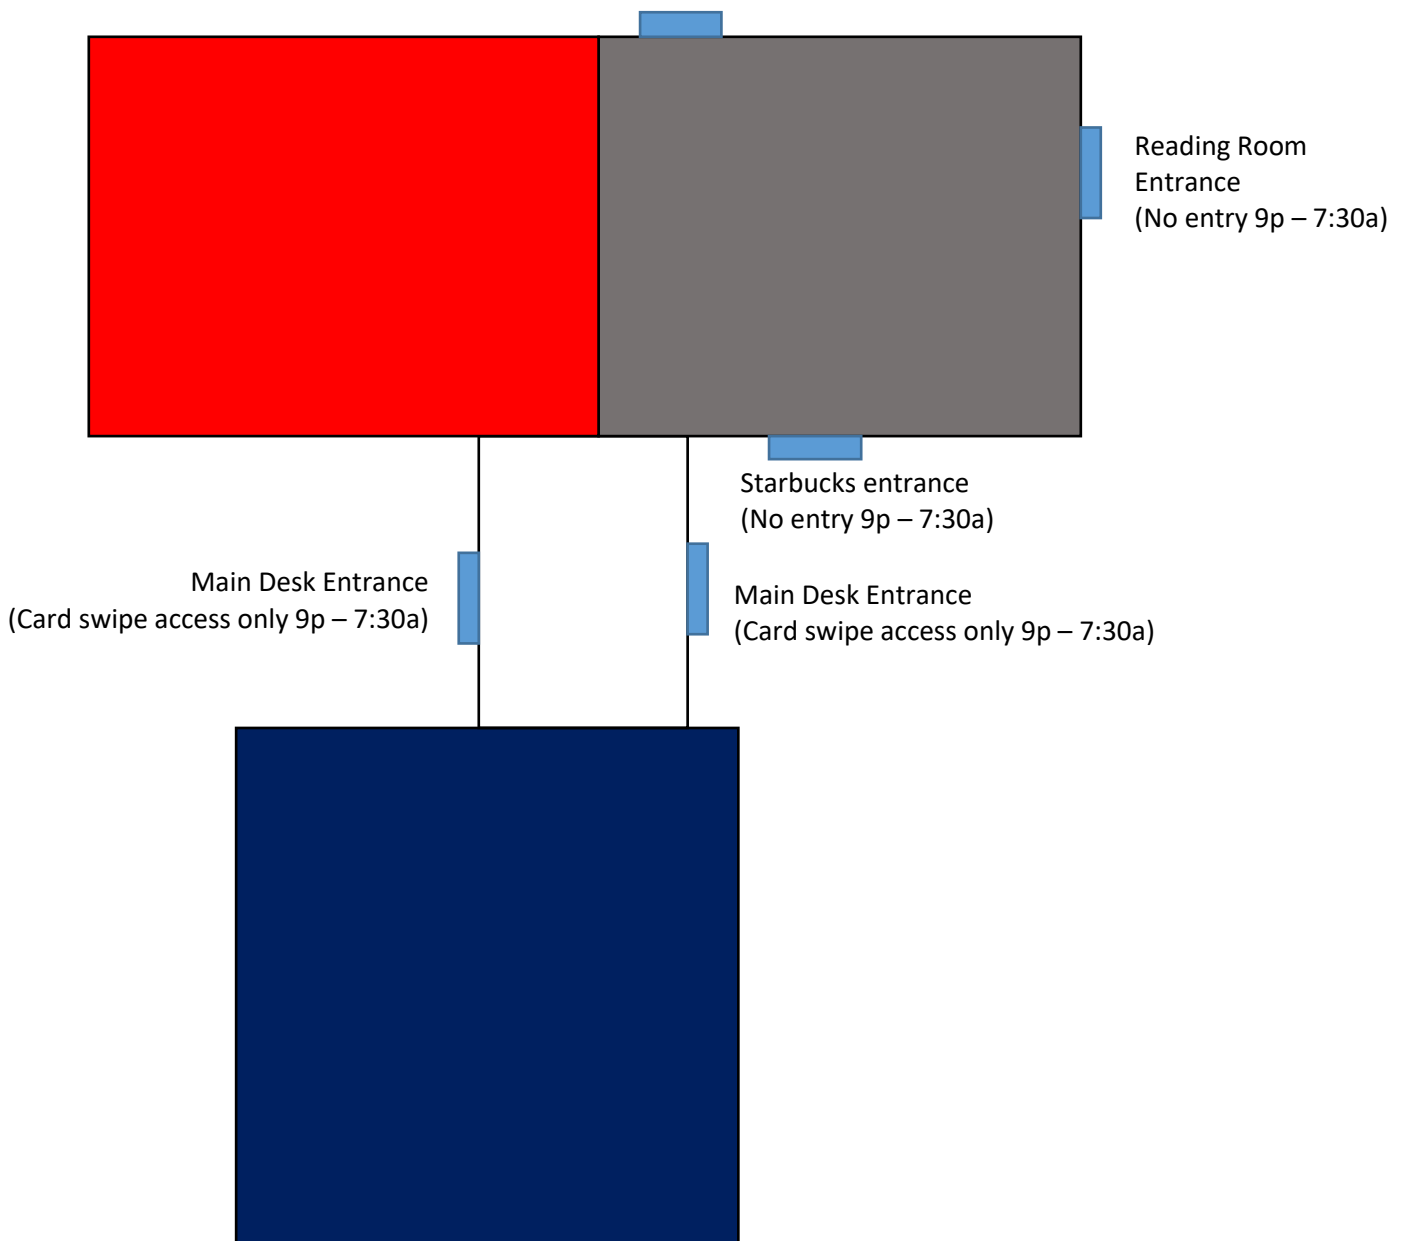 Reading Room
Entrance
(No entry 9p – 7:30a)
Starbucks entrance
(No entry 9p – 7:30a)
Main Desk Entrance
(Card swipe access only 9p – 7:30a)
Main Desk Entrance
(Card swipe access only 9p – 7:30a)